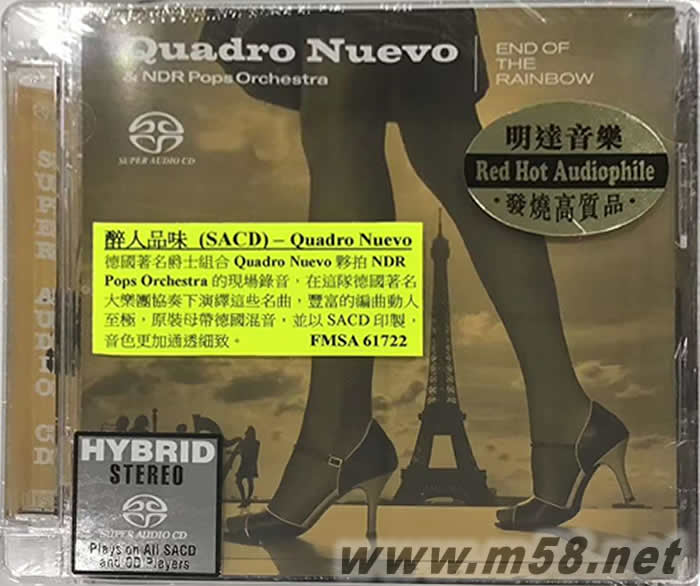 Quadro Nuevo
& NDR Pops Orchestra
END OF
THE
RAINBOW
SUPER AUDIO CD
明達音樂
Red Hot Audiophile
·發燒高質品·
醉人品味 (SACD) – Quadro Nuevo
德國著名爵士組合 Quadro Nuevo 夥拍 NDR
Pops Orchestra 的現場錄音,在這隊德國著名
大樂團協奏下演繹這些名曲,豐富的編曲動人
至極,原裝母帶德國混音,並以 SACD 印製,
音色更加通透細致。 FMSA 61722
SUPER AUDIO CD
HYBRID
STEREO
SUPER AUDIO CD
Plays on All SACD
and CD Players
www.m58.net